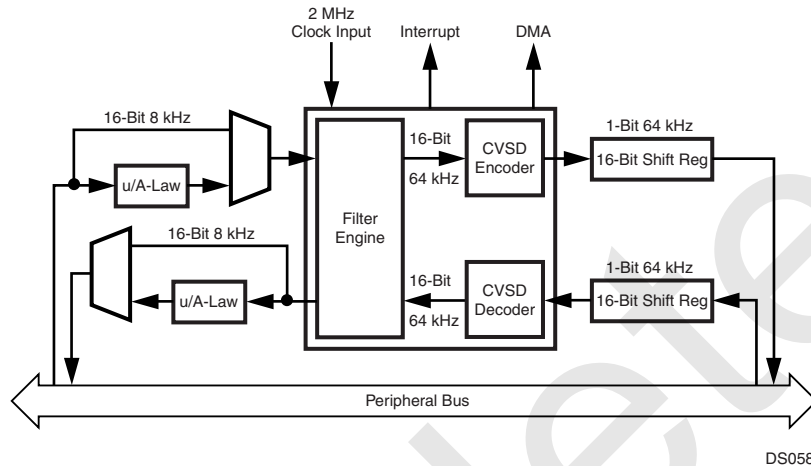 2 MHz
Clock Input
Interrupt
DMA
16-Bit 8 kHz
u/A-Law
16-Bit 8 kHz
u/A-Law
Filter
Engine
16-Bit
64 kHz
CVSD
Encoder
1-Bit 64 kHz
16-Bit Shift Reg
16-Bit
64 kHz
CVSD
Decoder
1-Bit 64 kHz
16-Bit Shift Reg
Peripheral Bus